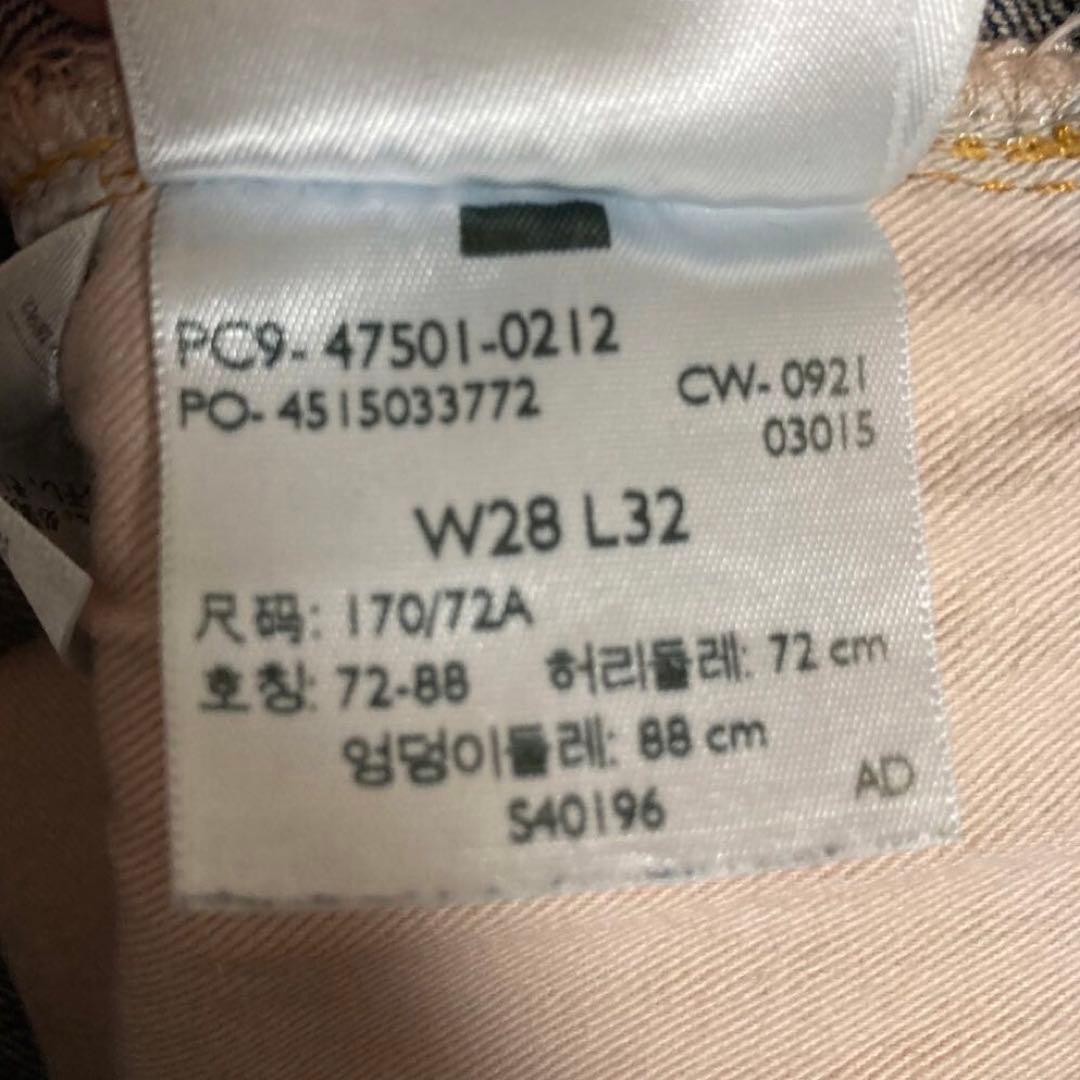 PC9- 47501-0212
PO- 4515033772
CW- 0921
03015
W28 L32
尺码: 170/72A
호칭: 72-88 허리둘레: 72 cm
엉덩이둘레: 88 cm
S40196
AD